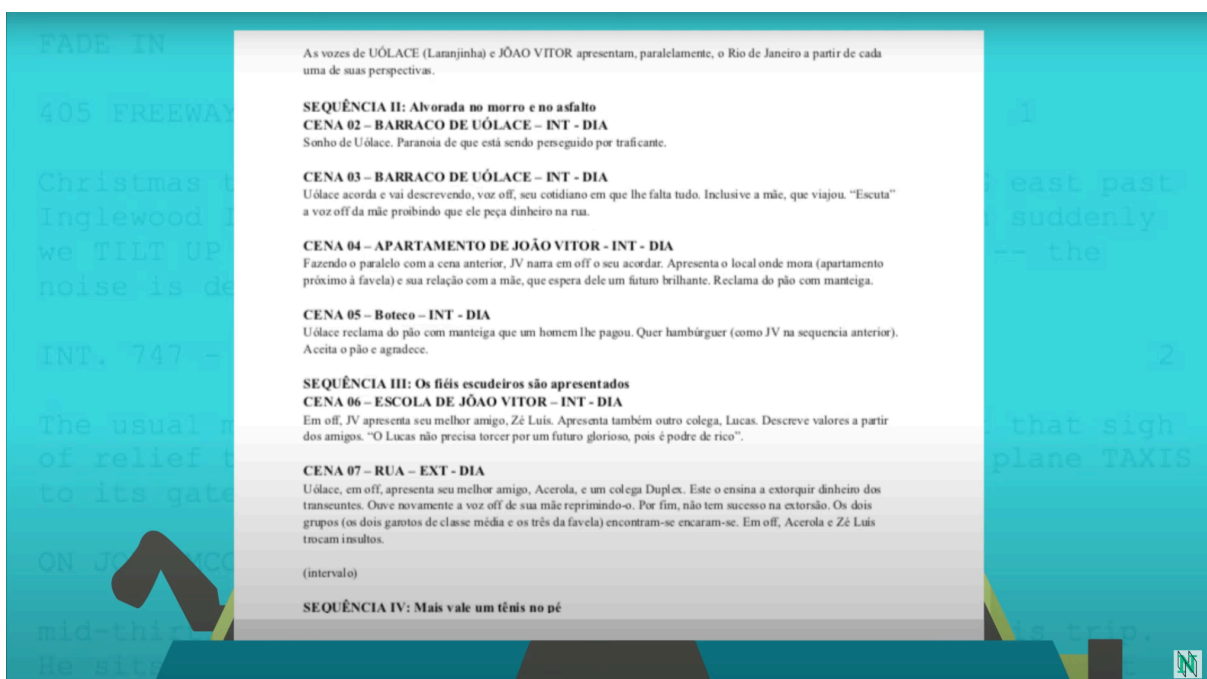 FADE IN
405 FREEWAY
1
Christmas
east past
Inglewood
suddenly
we TILT UP
-- the
noise is
INT. 747 -
2
The usual
that sigh
of relief
plane TAXIS
to its gate
ON
mid-thir
is trip.
He sits
As vozes de UÓLACE (Laranjinha) e JÕAO VITOR apresentam, paralelamente, o Rio de Janeiro a partir de cada
uma de suas perspectivas.
SEQUÊNCIA II: Alvorada no morro e no asfalto
CENA 02 – BARRACO DE UÓLACE – INT - DIA
Sonho de Uólace. Paranoia de que está sendo perseguido por traficante.
CENA 03 – BARRACO DE UÓLACE – INT - DIA
Uólace acorda e vai descrevendo, voz off, seu cotidiano em que lhe falta tudo. Inclusive a mãe, que viajou. “Escuta”
a voz off da mãe proibindo que ele peça dinheiro na rua.
CENA 04 – APARTAMENTO DE JOÃO VITOR - INT - DIA
Fazendo o paralelo com a cena anterior, JV narra em off o seu acordar. Apresenta o local onde mora (apartamento
próximo à favela) e sua relação com a mãe, que espera dele um futuro brilhante. Reclama do pão com manteiga.
CENA 05 – Boteco – INT - DIA
Uólace reclama do pão com manteiga que um homem lhe pagou. Quer hambúrguer (como JV na sequencia anterior).
Aceita o pão e agradece.
SEQUÊNCIA III: Os fiéis escudeiros são apresentados
CENA 06 – ESCOLA DE JÕAO VITOR – INT - DIA
Em off, JV apresenta seu melhor amigo, Zé Luis. Apresenta também outro colega, Lucas. Descreve valores a partir
dos amigos. “O Lucas não precisa torcer por um futuro glorioso, pois é podre de rico”.
CENA 07 – RUA – EXT - DIA
Uólace, em off, apresenta seu melhor amigo, Acerola, e um colega Duplex. Este o ensina a extorquir dinheiro dos
transeuntes. Ouve novamente a voz off de sua mãe reprimindo-o. Por fim, não tem sucesso na extorsão. Os dois
grupos (os dois garotos de classe média e os três da favela) encontram-se encaram-se. Em off, Acerola e Zé Luís
trocam insultos.
(intervalo)
SEQUÊNCIA IV: Mais vale um tênis no pé